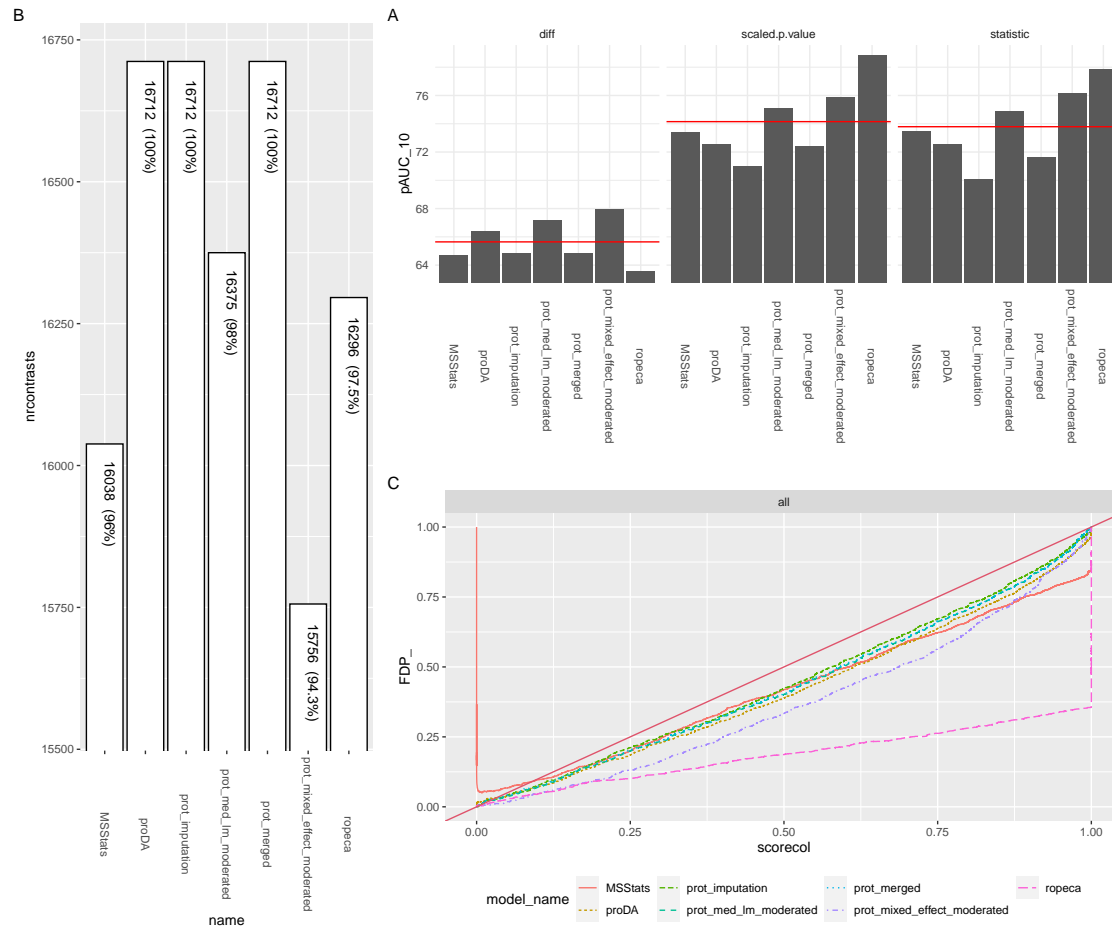 B
nrcontrasts
16750
16500
16250
16000
15750
15500
16038 (96%)
16712 (100%)
16712 (100%)
16375 (98%)
16712 (100%)
15756 (94.3%)
16296 (97.5%)
MSStats
proDA
prot_imputation
prot_med_lm_moderated
prot_merged
prot_mixed_effect_moderated
ropeca
name
A
diff
scaled.p.value
statistic
pAUC_10
76
72
68
64
MSStats
proDA
prot_imputation
prot_med_lm_moderated
prot_merged
prot_mixed_effect_moderated
ropeca
MSStats
proDA
prot_imputation
prot_med_lm_moderated
prot_merged
prot_mixed_effect_moderated
ropeca
MSStats
proDA
prot_imputation
prot_med_lm_moderated
prot_merged
prot_mixed_effect_moderated
ropeca
C
all
FDP_
1.00
0.75
0.50
0.25
0.00
0.00
0.25
0.50
0.75
1.00
scorecol
model_name
MSStats
proDA
prot_imputation
prot_med_lm_moderated
prot_merged
prot_mixed_effect_moderated
ropeca